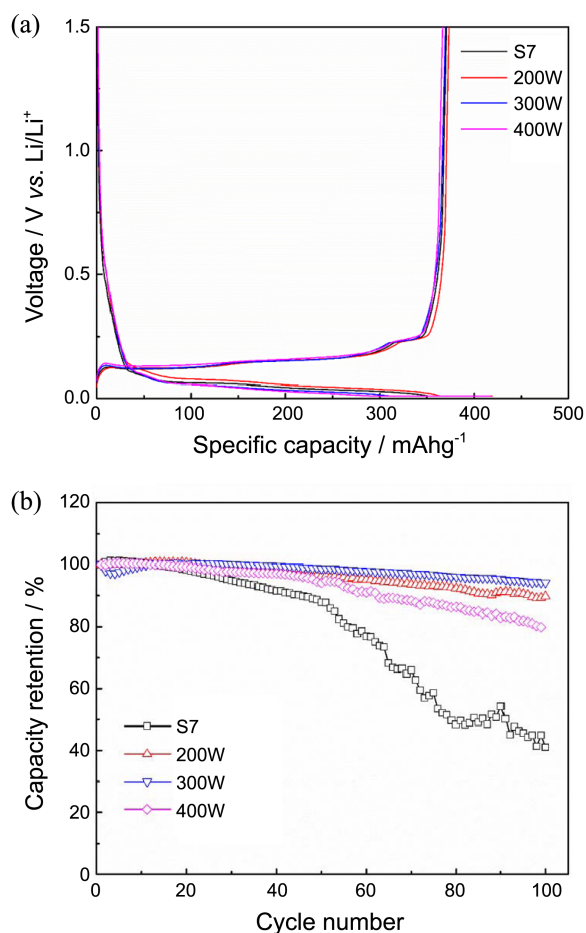 (a)
1.5
1.0
0.5
0.0
Voltage / V vs. Li/Li⁺
S7
200W
300W
400W
0 100 200 300 400 500
Specific capacity / mAhg⁻¹
(b)
120
100
80
60
40
20
0
Capacity retention / %
S7
200W
300W
400W
0 20 40 60 80 100
Cycle number